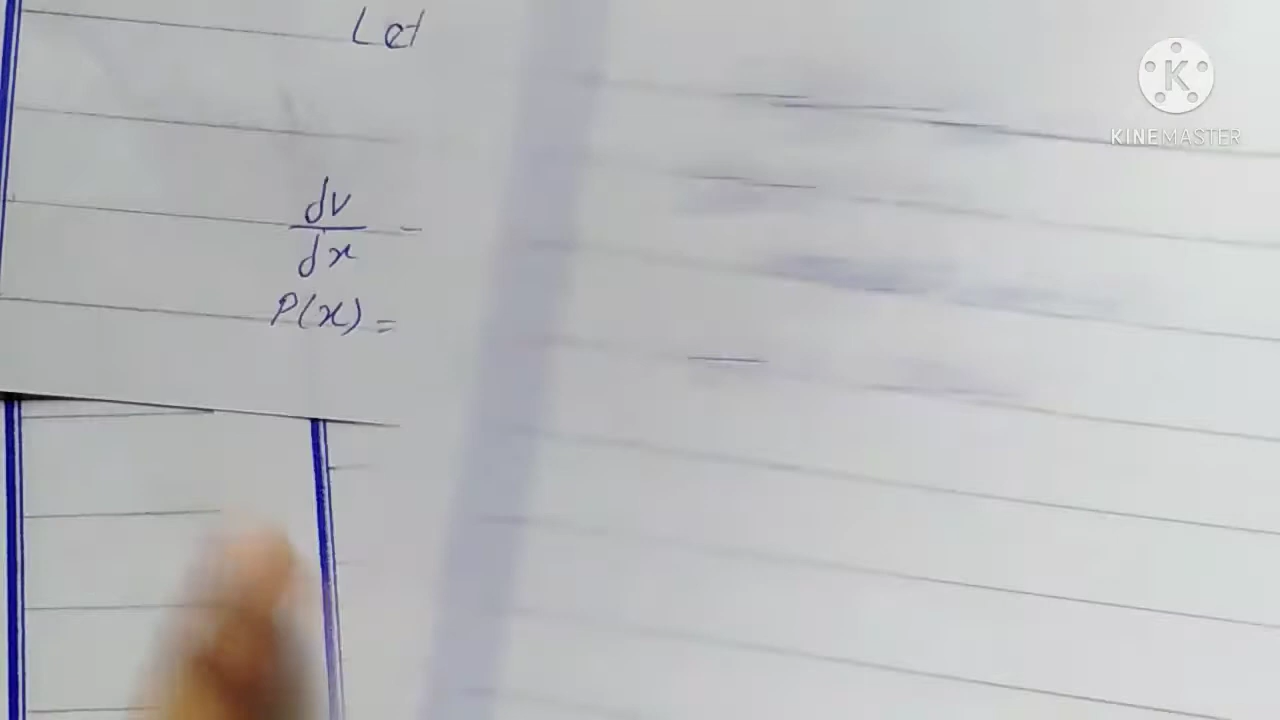 Let
dv
dx -
P(x) =
K
KINEMASTER